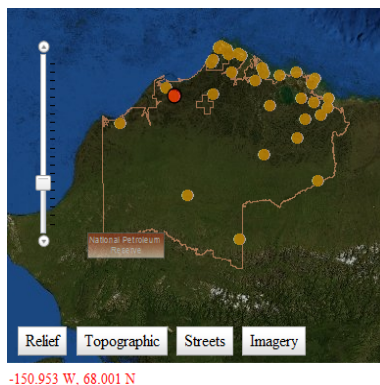 National Petroleum
Reserve
Relief Topographic Streets Imagery
-150.953 W, 68.001 N